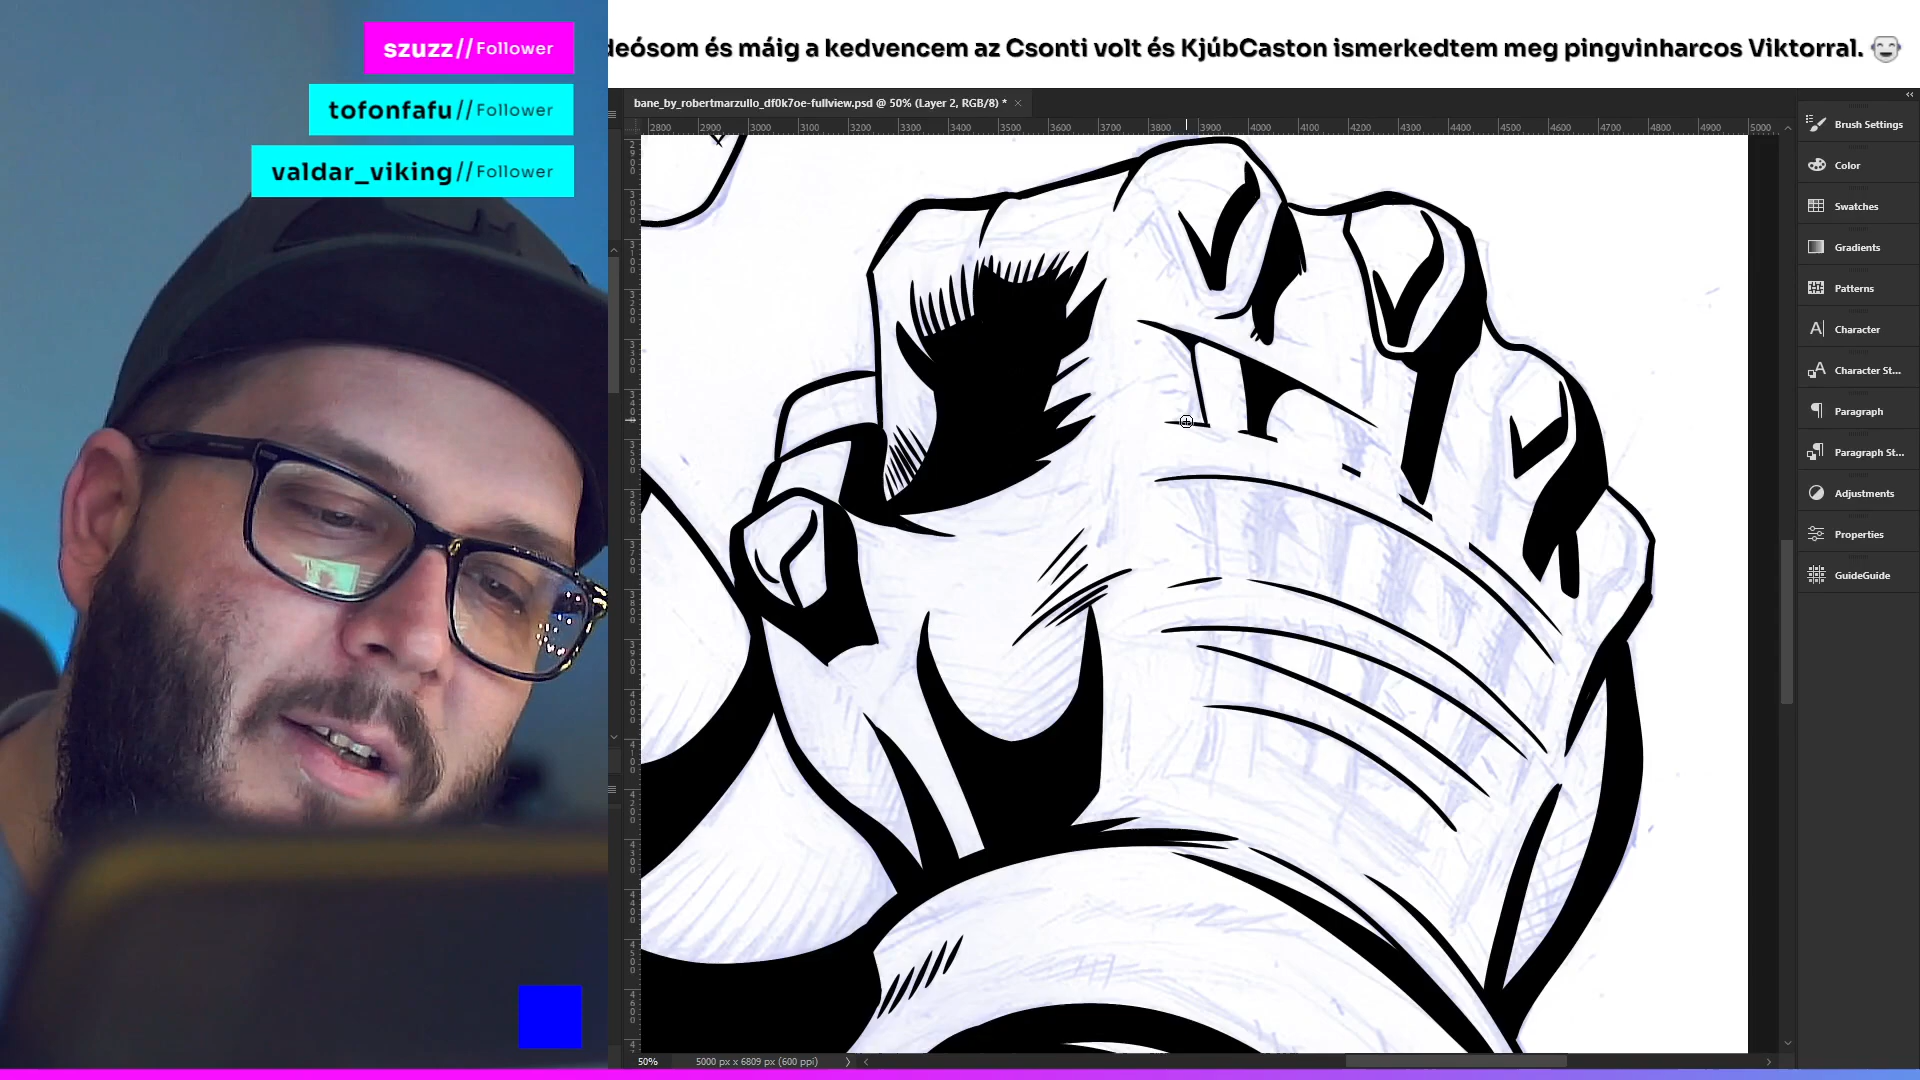 szuzz//Follower
tofonfafu//Follower
valdar_viking//Follower
deósom és máig a kedvencem az Csonti volt és KjúbCaston ismerkedtem meg pingvinharcos Viktorral.
bane_by_robertmarzullo_df0k7oe-fullview.psd @ 50% (Layer 2, RGB/8) *
2800 2900 3000 3100 3200 3300 3400 3500 3600 3700 3800 3900 4000 4100 4200 4300 4400 4500 4600 4700 4800 4900 5000
Brush Settings
Color
Swatches
Gradients
Patterns
Character
Character St...
Paragraph
Paragraph St...
Adjustments
Properties
GuideGuide
50% 5000 px x 6809 px (600 ppi)